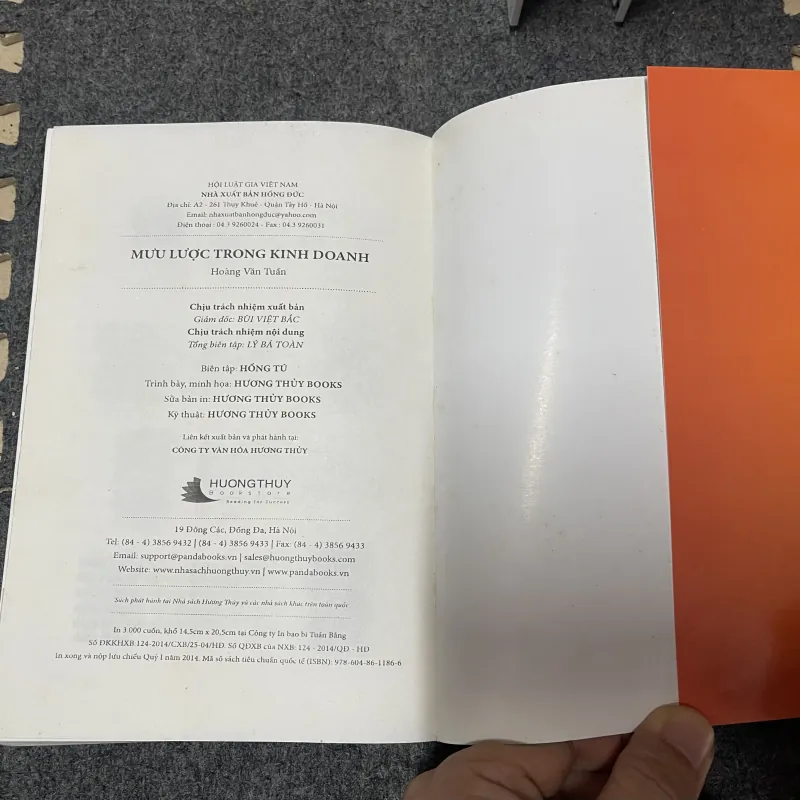 HỘI LUẬT GIA VIỆT NAM
NHÀ XUẤT BẢN HỒNG ĐỨC
Địa chỉ: A2 - 261 Thụy Khuê - Quận Tây Hồ - Hà Nội
Email: nhaxuatbanhongduc@yahoo.com
Điện thoại : 04.3 9260024 - Fax : 04.3 9260031
MƯU LƯỢC TRONG KINH DOANH
Hoàng Văn Tuấn
Chịu trách nhiệm xuất bản
Giám đốc: BÙI VIỆT BẮC
Chịu trách nhiệm nội dung
Tổng biên tập: LÝ BÁ TOÀN
Biên tập: HỒNG TÚ
Trình bày, minh họa: HƯƠNG THỦY BOOKS
Sửa bản in: HƯƠNG THỦY BOOKS
Kỹ thuật: HƯƠNG THỦY BOOKS
Liên kết xuất bản và phát hành tại:
CÔNG TY VĂN HÓA HƯƠNG THỦY
HUONGTHUY
Bookstore
Reading for Success
19 Đông Các, Đống Đa, Hà Nội
Tel: (84 - 4) 3856 9432 | (84 - 4) 3856 9433 | Fax: (84 - 4) 3856 9433
Email: support@pandabooks.vn | sales@huongthuybooks.com
Website: www.nhasachhuongthuy.vn | www.pandabooks.vn
Sách phát hành tại Nhà sách Hương Thủy và các nhà sách khác trên toàn quốc
In 3 000 cuốn, khổ 14,5cm x 20,5cm tại Công ty In bao bì Tuấn Bằng
Số ĐKKHXB 124-2014/CXB/25-04/HĐ. Số QĐXB của NXB: 124 - 2014/QĐ - HĐ
In xong và nộp lưu chiểu Quý I năm 2014. Mã số sách tiêu chuẩn quốc tế (ISBN): 978-604-86-1186-6